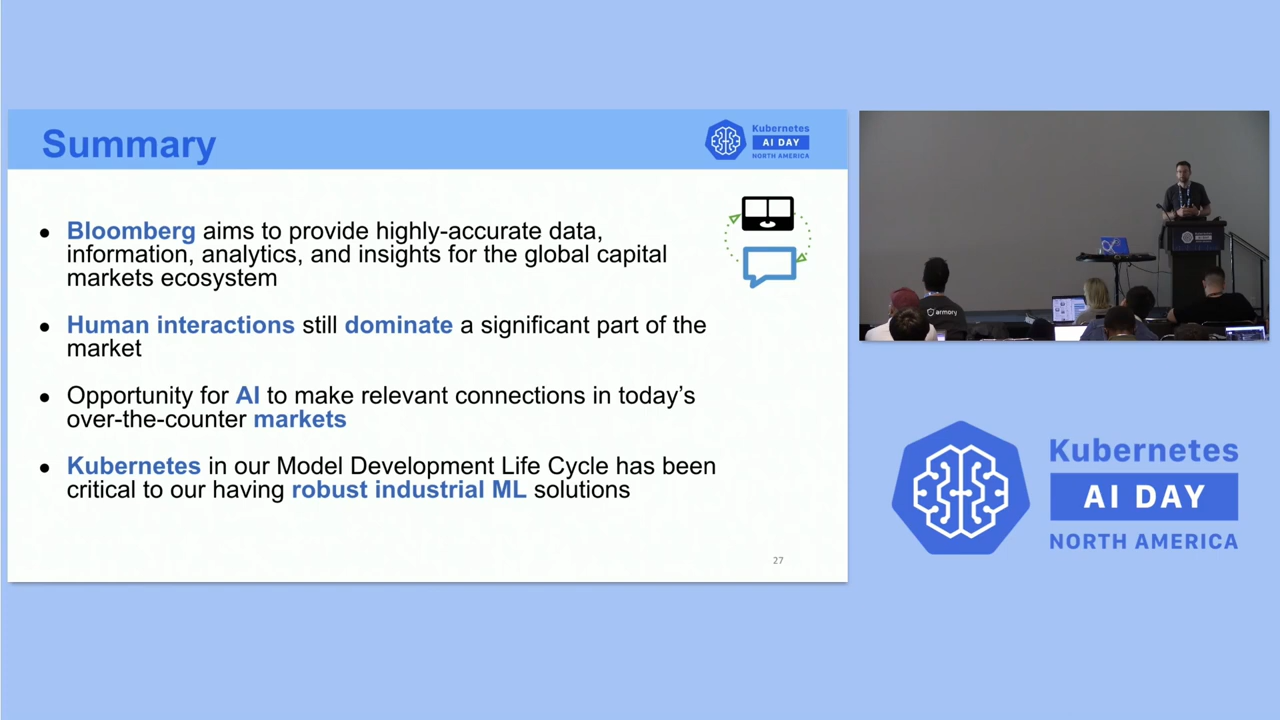 Summary
Kubernetes
AI DAY
NORTH AMERICA
● Bloomberg aims to provide highly-accurate data,
information, analytics, and insights for the global capital
markets ecosystem
● Human interactions still dominate a significant part of the
market
● Opportunity for AI to make relevant connections in today’s
over-the-counter markets
● Kubernetes in our Model Development Life Cycle has been
critical to our having robust industrial ML solutions
27
armory
Kubernetes
AI DAY
NORTH AMERICA